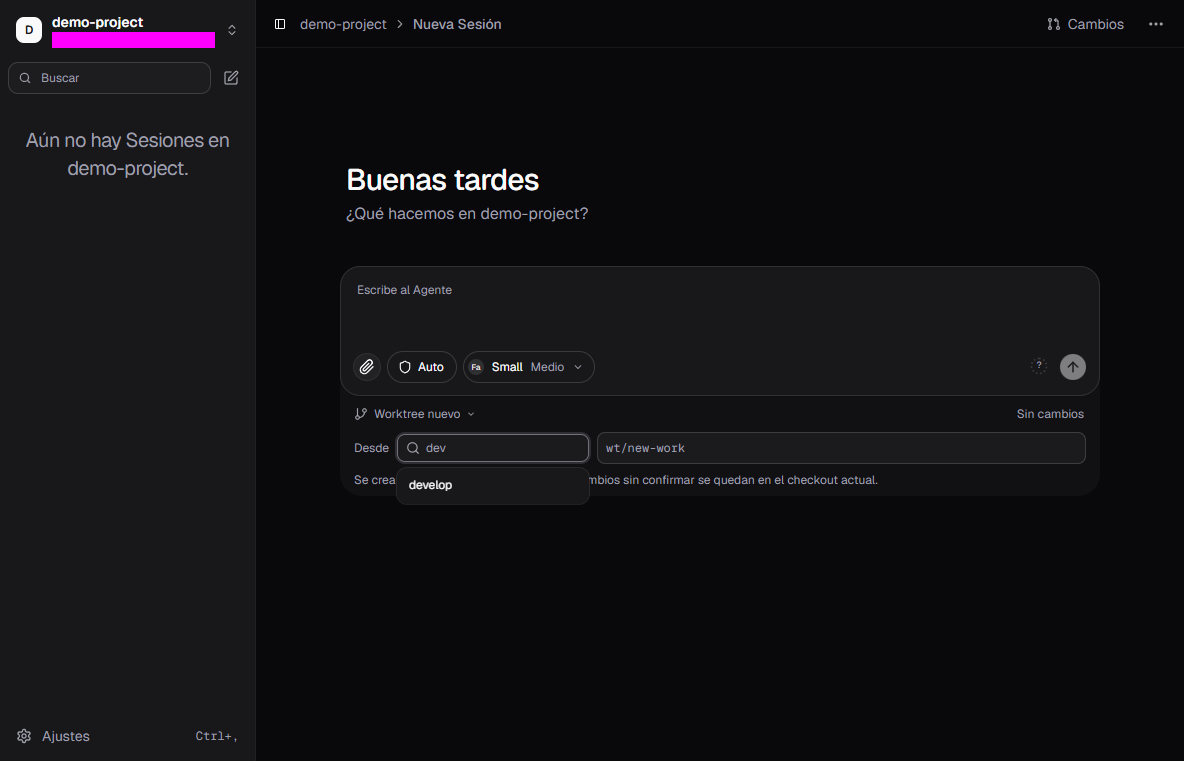 D
demo-project
Buscar
Aún no hay Sesiones en
demo-project.
Ajustes
Ctrl+,
demo-project > Nueva Sesión
Cambios
Buenas tardes
¿Qué hacemos en demo-project?
Escribe al Agente
Auto
Fa Small Medio
?
Worktree nuevo
Sin cambios
Desde
dev
wt/new-work
Se crea
mbios sin confirmar se quedan en el checkout actual.
develop